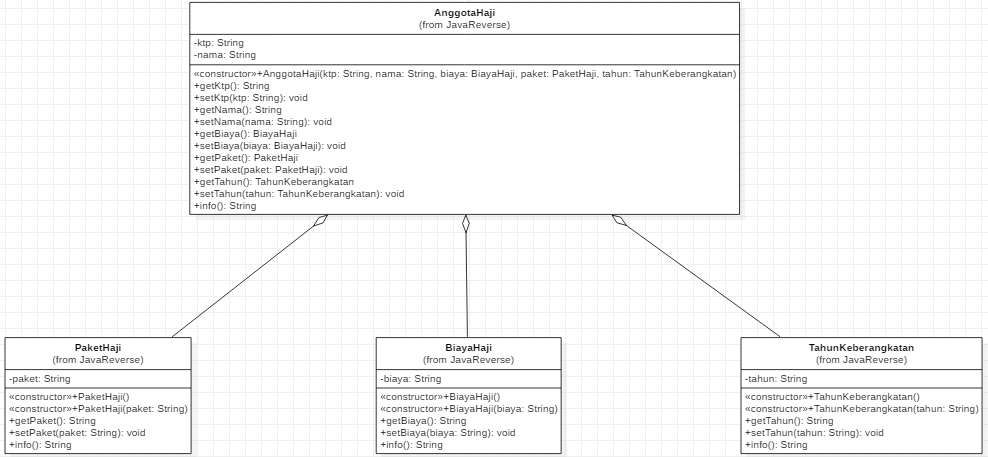 AnggotaHaji
(from JavaReverse)
-ktp: String
-nama: String
«constructor»+AnggotaHaji(ktp: String, nama: String, biaya: BiayaHaji, paket: PaketHaji, tahun: TahunKeberangkatan)
+getKtp(): String
+setKtp(ktp: String): void
+getNama(): String
+setNama(nama: String): void
+getBiaya(): BiayaHaji
+setBiaya(biaya: BiayaHaji): void
+getPaket(): PaketHaji
+setPaket(paket: PaketHaji): void
+getTahun(): TahunKeberangkatan
+setTahun(tahun: TahunKeberangkatan): void
+info(): String
PaketHaji
(from JavaReverse)
-paket: String
«constructor»+PaketHaji()
«constructor»+PaketHaji(paket: String)
+getPaket(): String
+setPaket(paket: String): void
+info(): String
BiayaHaji
(from JavaReverse)
-biaya: String
«constructor»+BiayaHaji()
«constructor»+BiayaHaji(biaya: String)
+getBiaya(): String
+setBiaya(biaya: String): void
+info(): String
TahunKeberangkatan
(from JavaReverse)
-tahun: String
«constructor»+TahunKeberangkatan()
«constructor»+TahunKeberangkatan(tahun: String)
+getTahun(): String
+setTahun(tahun: String): void
+info(): String